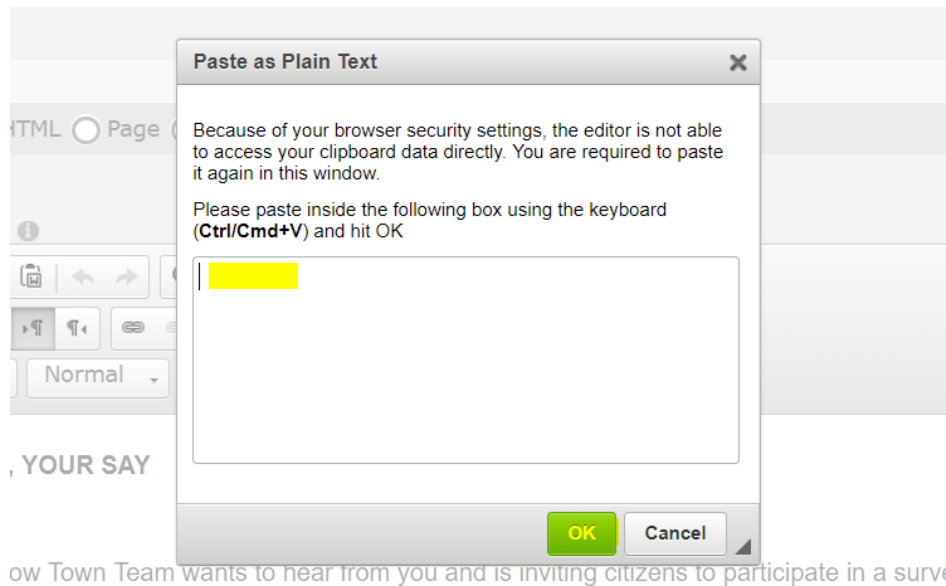 Paste as Plain Text
HTML Page
Because of your browser security settings, the editor is not able
to access your clipboard data directly. You are required to paste
it again in this window.
Please paste inside the following box using the keyboard
(Ctrl/Cmd+V) and hit OK
Normal
, YOUR SAY
OK Cancel
ow Town Team wants to hear from you and is inviting citizens to participate in a surve